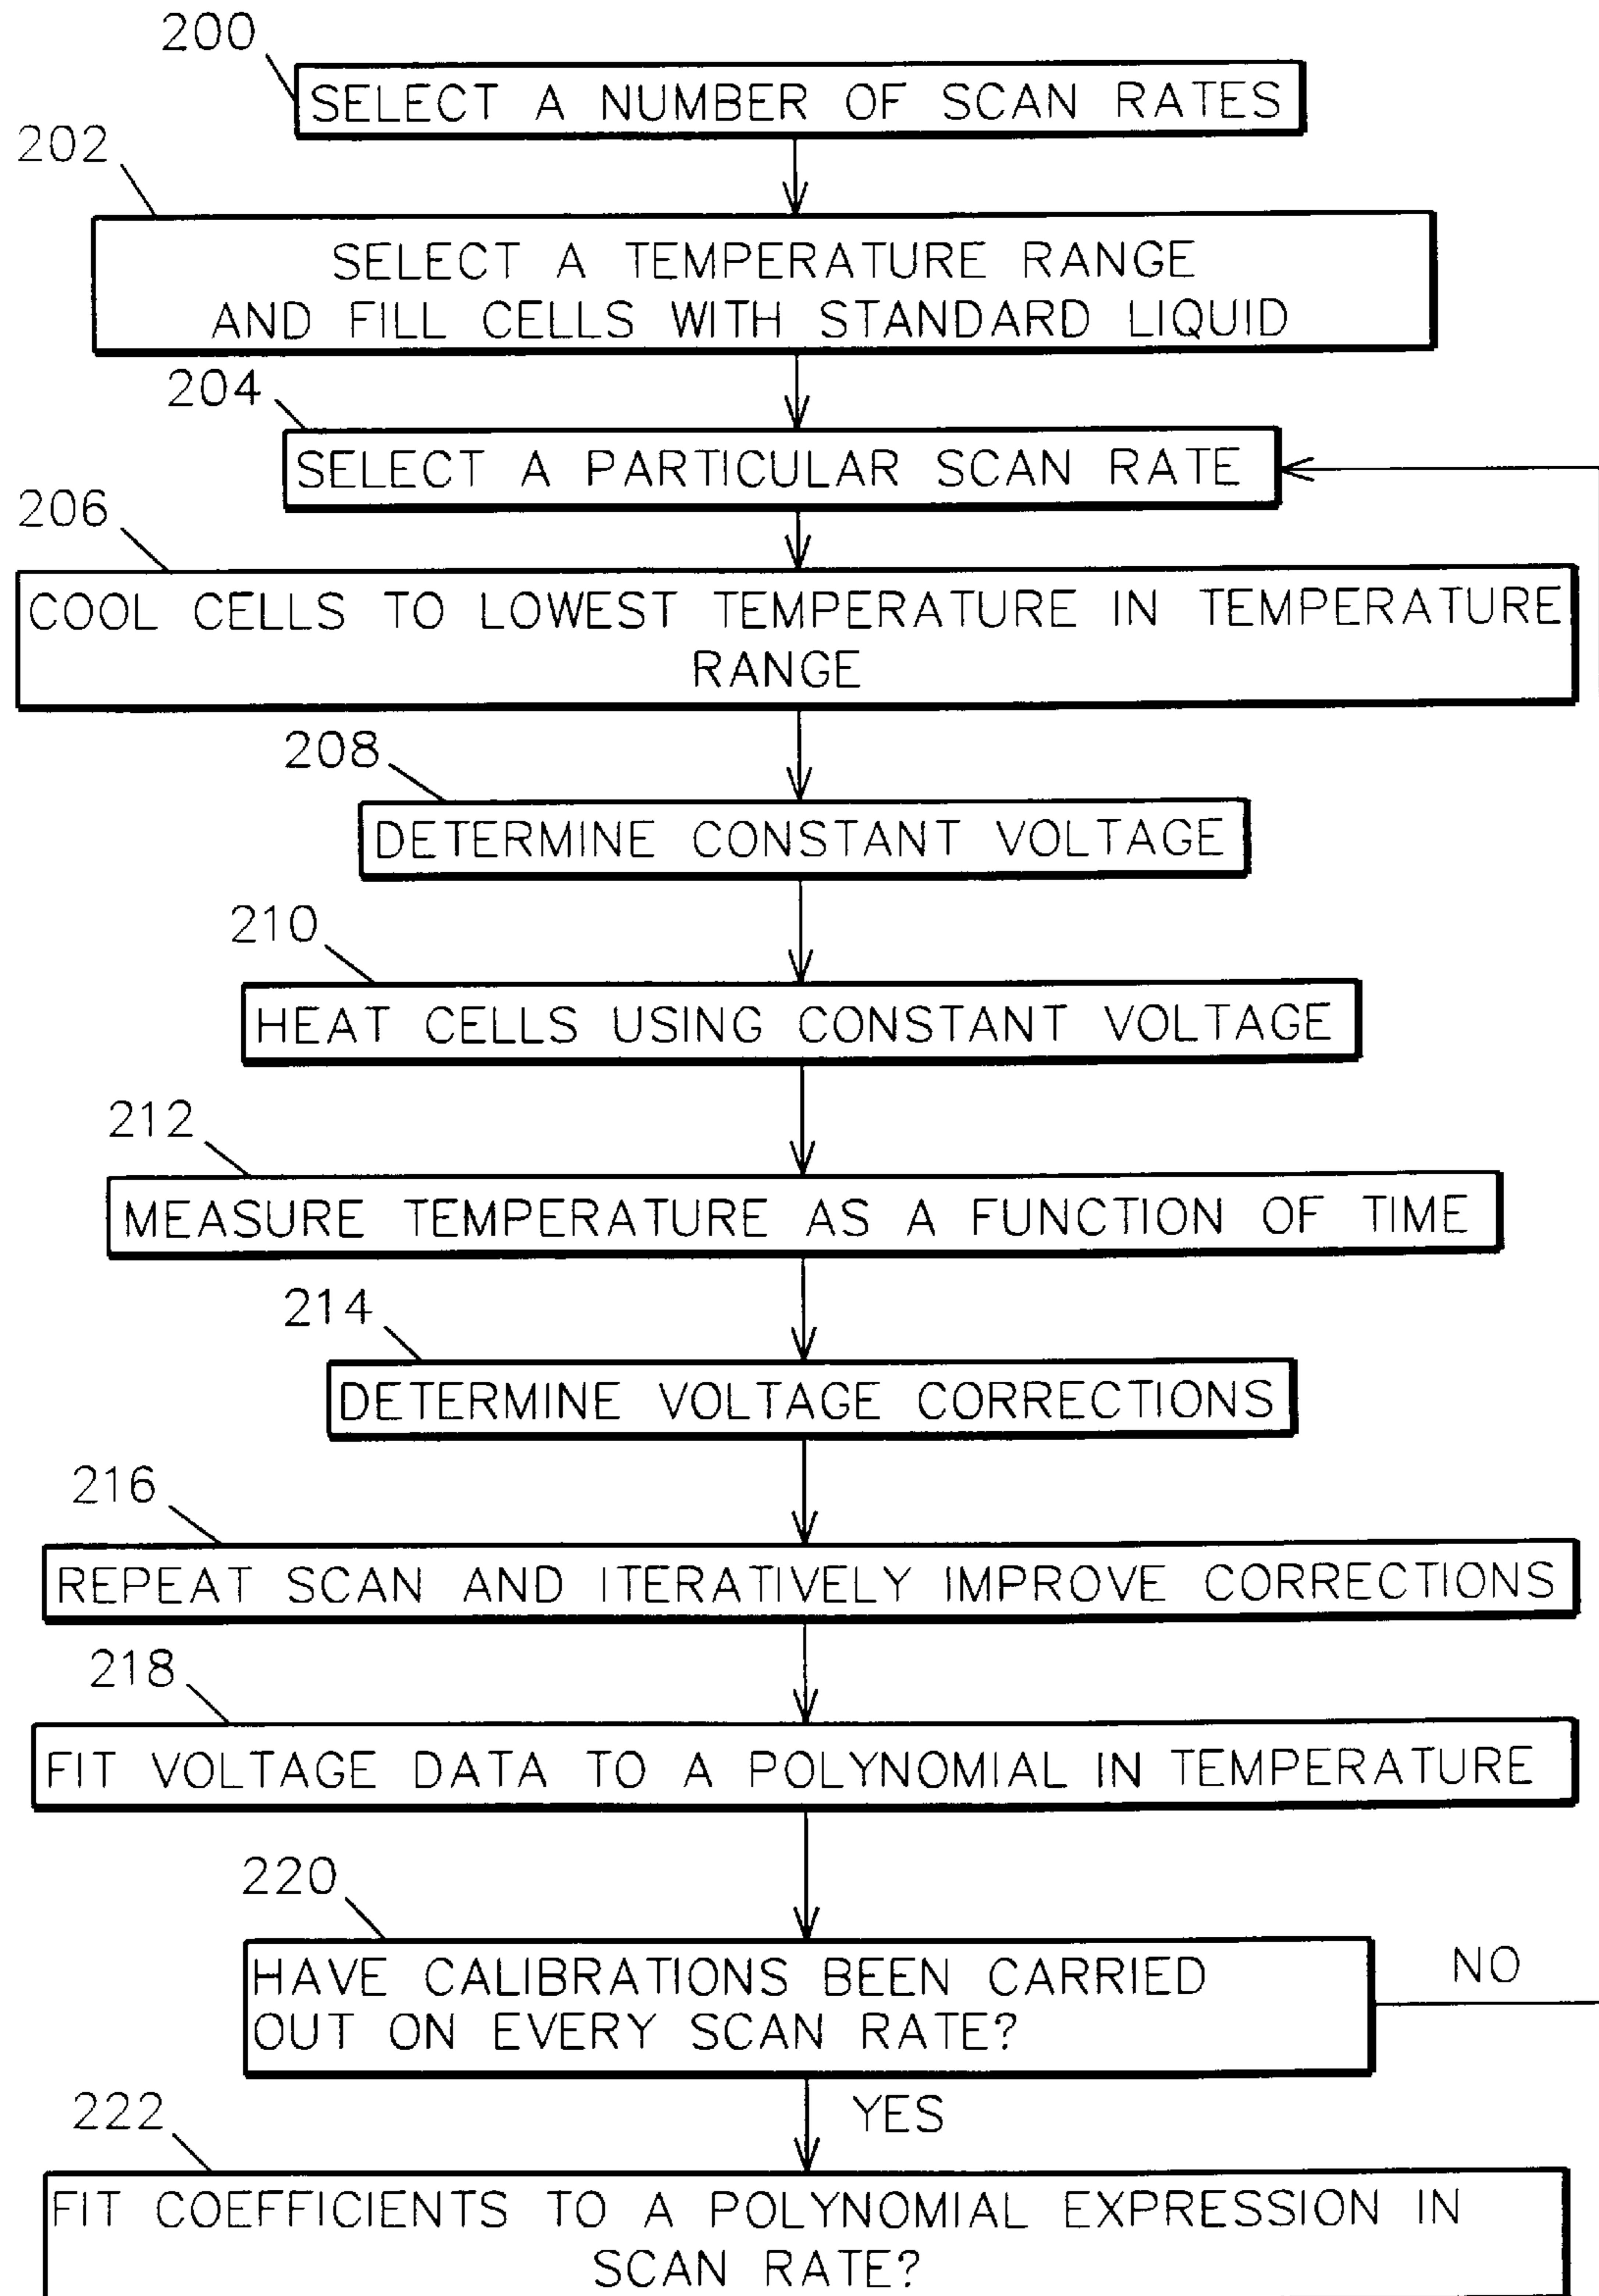 200
SELECT A NUMBER OF SCAN RATES
202
SELECT A TEMPERATURE RANGE
AND FILL CELLS WITH STANDARD LIQUID
204
SELECT A PARTICULAR SCAN RATE
206
COOL CELLS TO LOWEST TEMPERATURE IN TEMPERATURE
RANGE
208
DETERMINE CONSTANT VOLTAGE
210
HEAT CELLS USING CONSTANT VOLTAGE
212
MEASURE TEMPERATURE AS A FUNCTION OF TIME
214
DETERMINE VOLTAGE CORRECTIONS
216
REPEAT SCAN AND ITERATIVELY IMPROVE CORRECTIONS
218
FIT VOLTAGE DATA TO A POLYNOMIAL IN TEMPERATURE
220
HAVE CALIBRATIONS BEEN CARRIED
OUT ON EVERY SCAN RATE?
NO
YES
222
FIT COEFFICIENTS TO A POLYNOMIAL EXPRESSION IN
SCAN RATE?